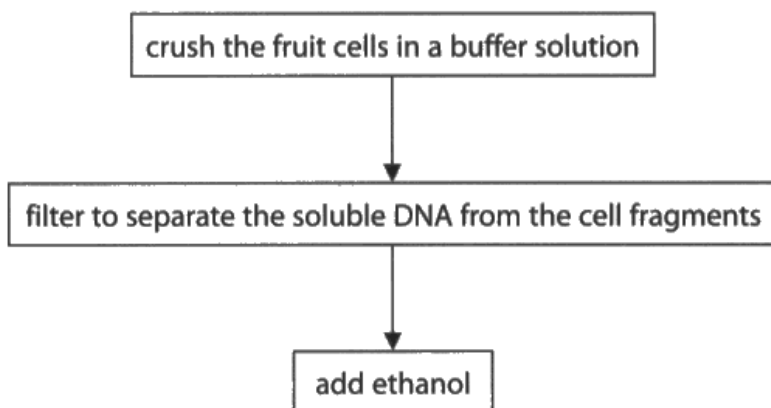 crush the fruit cells in a buffer solution
filter to separate the soluble DNA from the cell fragments
add ethanol